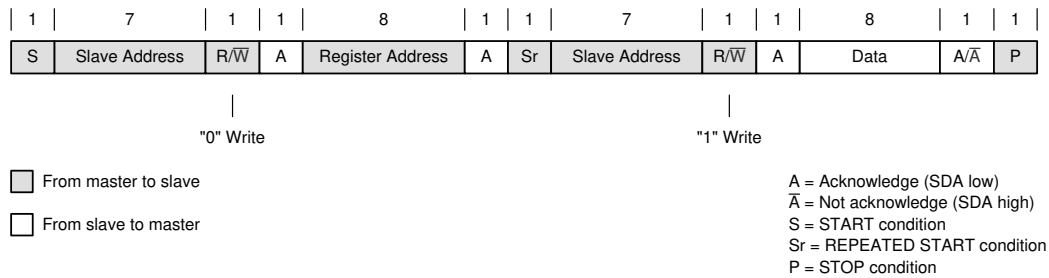 1 7 1 1 8 1 1 7 1 1 8 1 1
S Slave Address R/W̅ A Register Address A Sr Slave Address R/W̅ A Data A/A̅ P
"0" Write "1" Write
From master to slave
From slave to master
A = Acknowledge (SDA low)
A̅ = Not acknowledge (SDA high)
S = START condition
Sr = REPEATED START condition
P = STOP condition